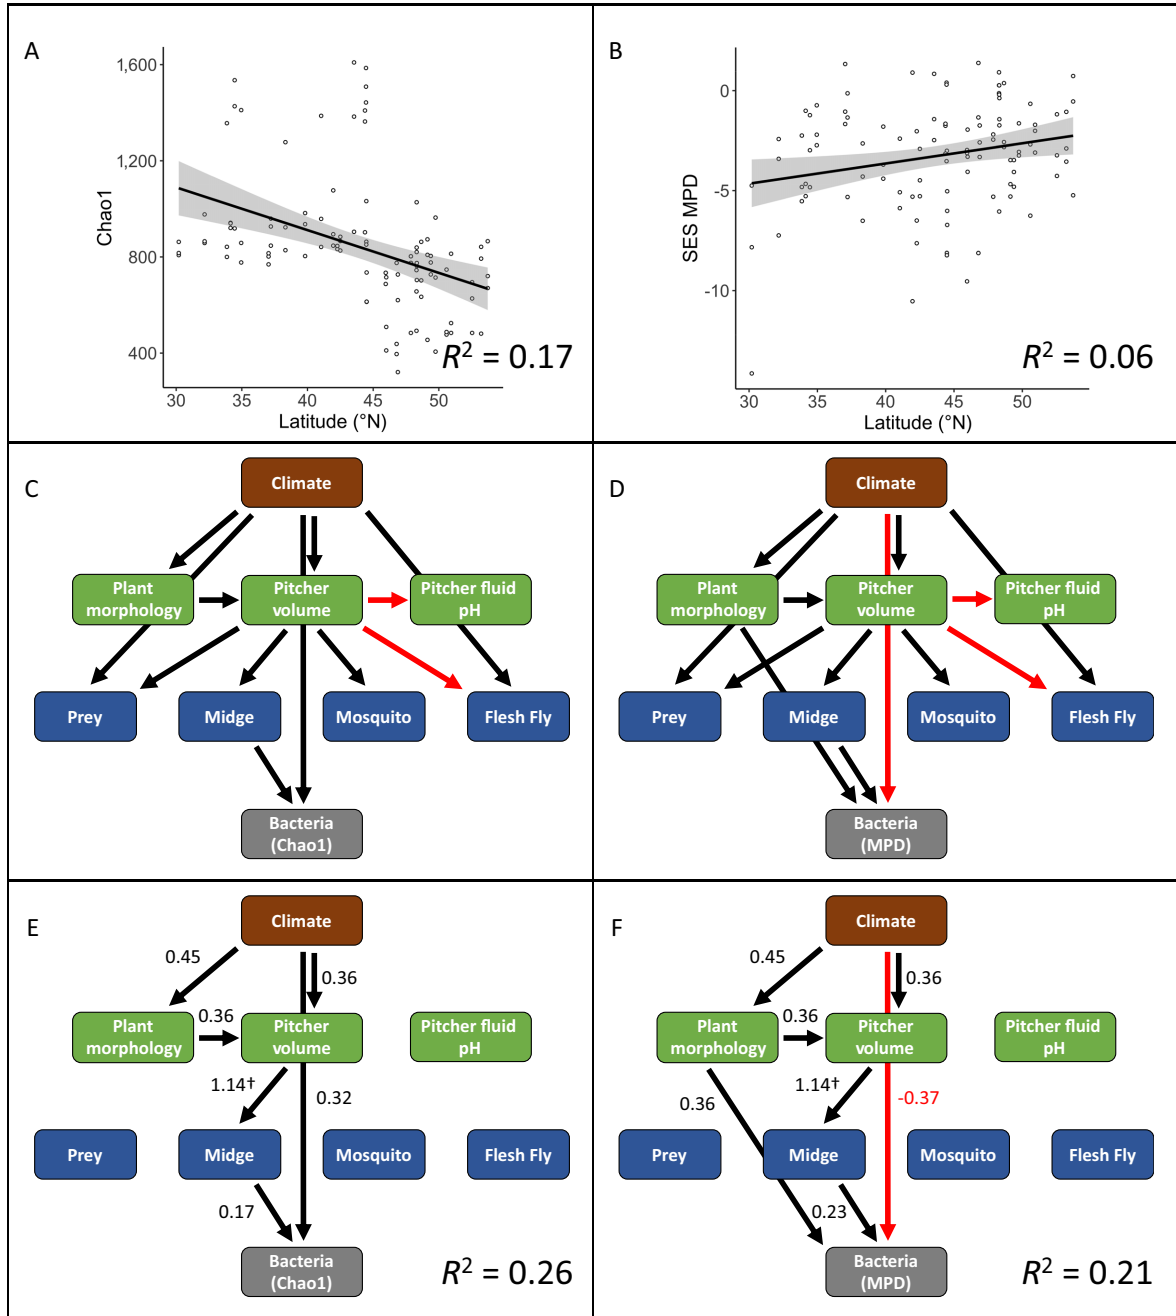 A
Chao1
1,600
1,200
800
400
30 35 40 45 50
Latitude (°N)
R² = 0.17
B
SES MPD
0
-5
-10
30 35 40 45 50
Latitude (°N)
R² = 0.06
C
Climate
Plant
morphology
Pitcher
volume
Pitcher fluid
pH
Prey
Midge
Mosquito
Flesh Fly
Bacteria
(Chao1)
D
Climate
Plant
morphology
Pitcher
volume
Pitcher fluid
pH
Prey
Midge
Mosquito
Flesh Fly
Bacteria
(MPD)
E
Climate
0.45
0.36
0.36
Plant
morphology
Pitcher
volume
Pitcher fluid
pH
1.14†
0.32
Prey
Midge
Mosquito
Flesh Fly
0.17
Bacteria
(Chao1)
R² = 0.26
F
Climate
0.45
0.36
0.36
Plant
morphology
Pitcher
volume
Pitcher fluid
pH
0.36
1.14†
-0.37
Prey
Midge
Mosquito
Flesh Fly
0.23
Bacteria
(MPD)
R² = 0.21